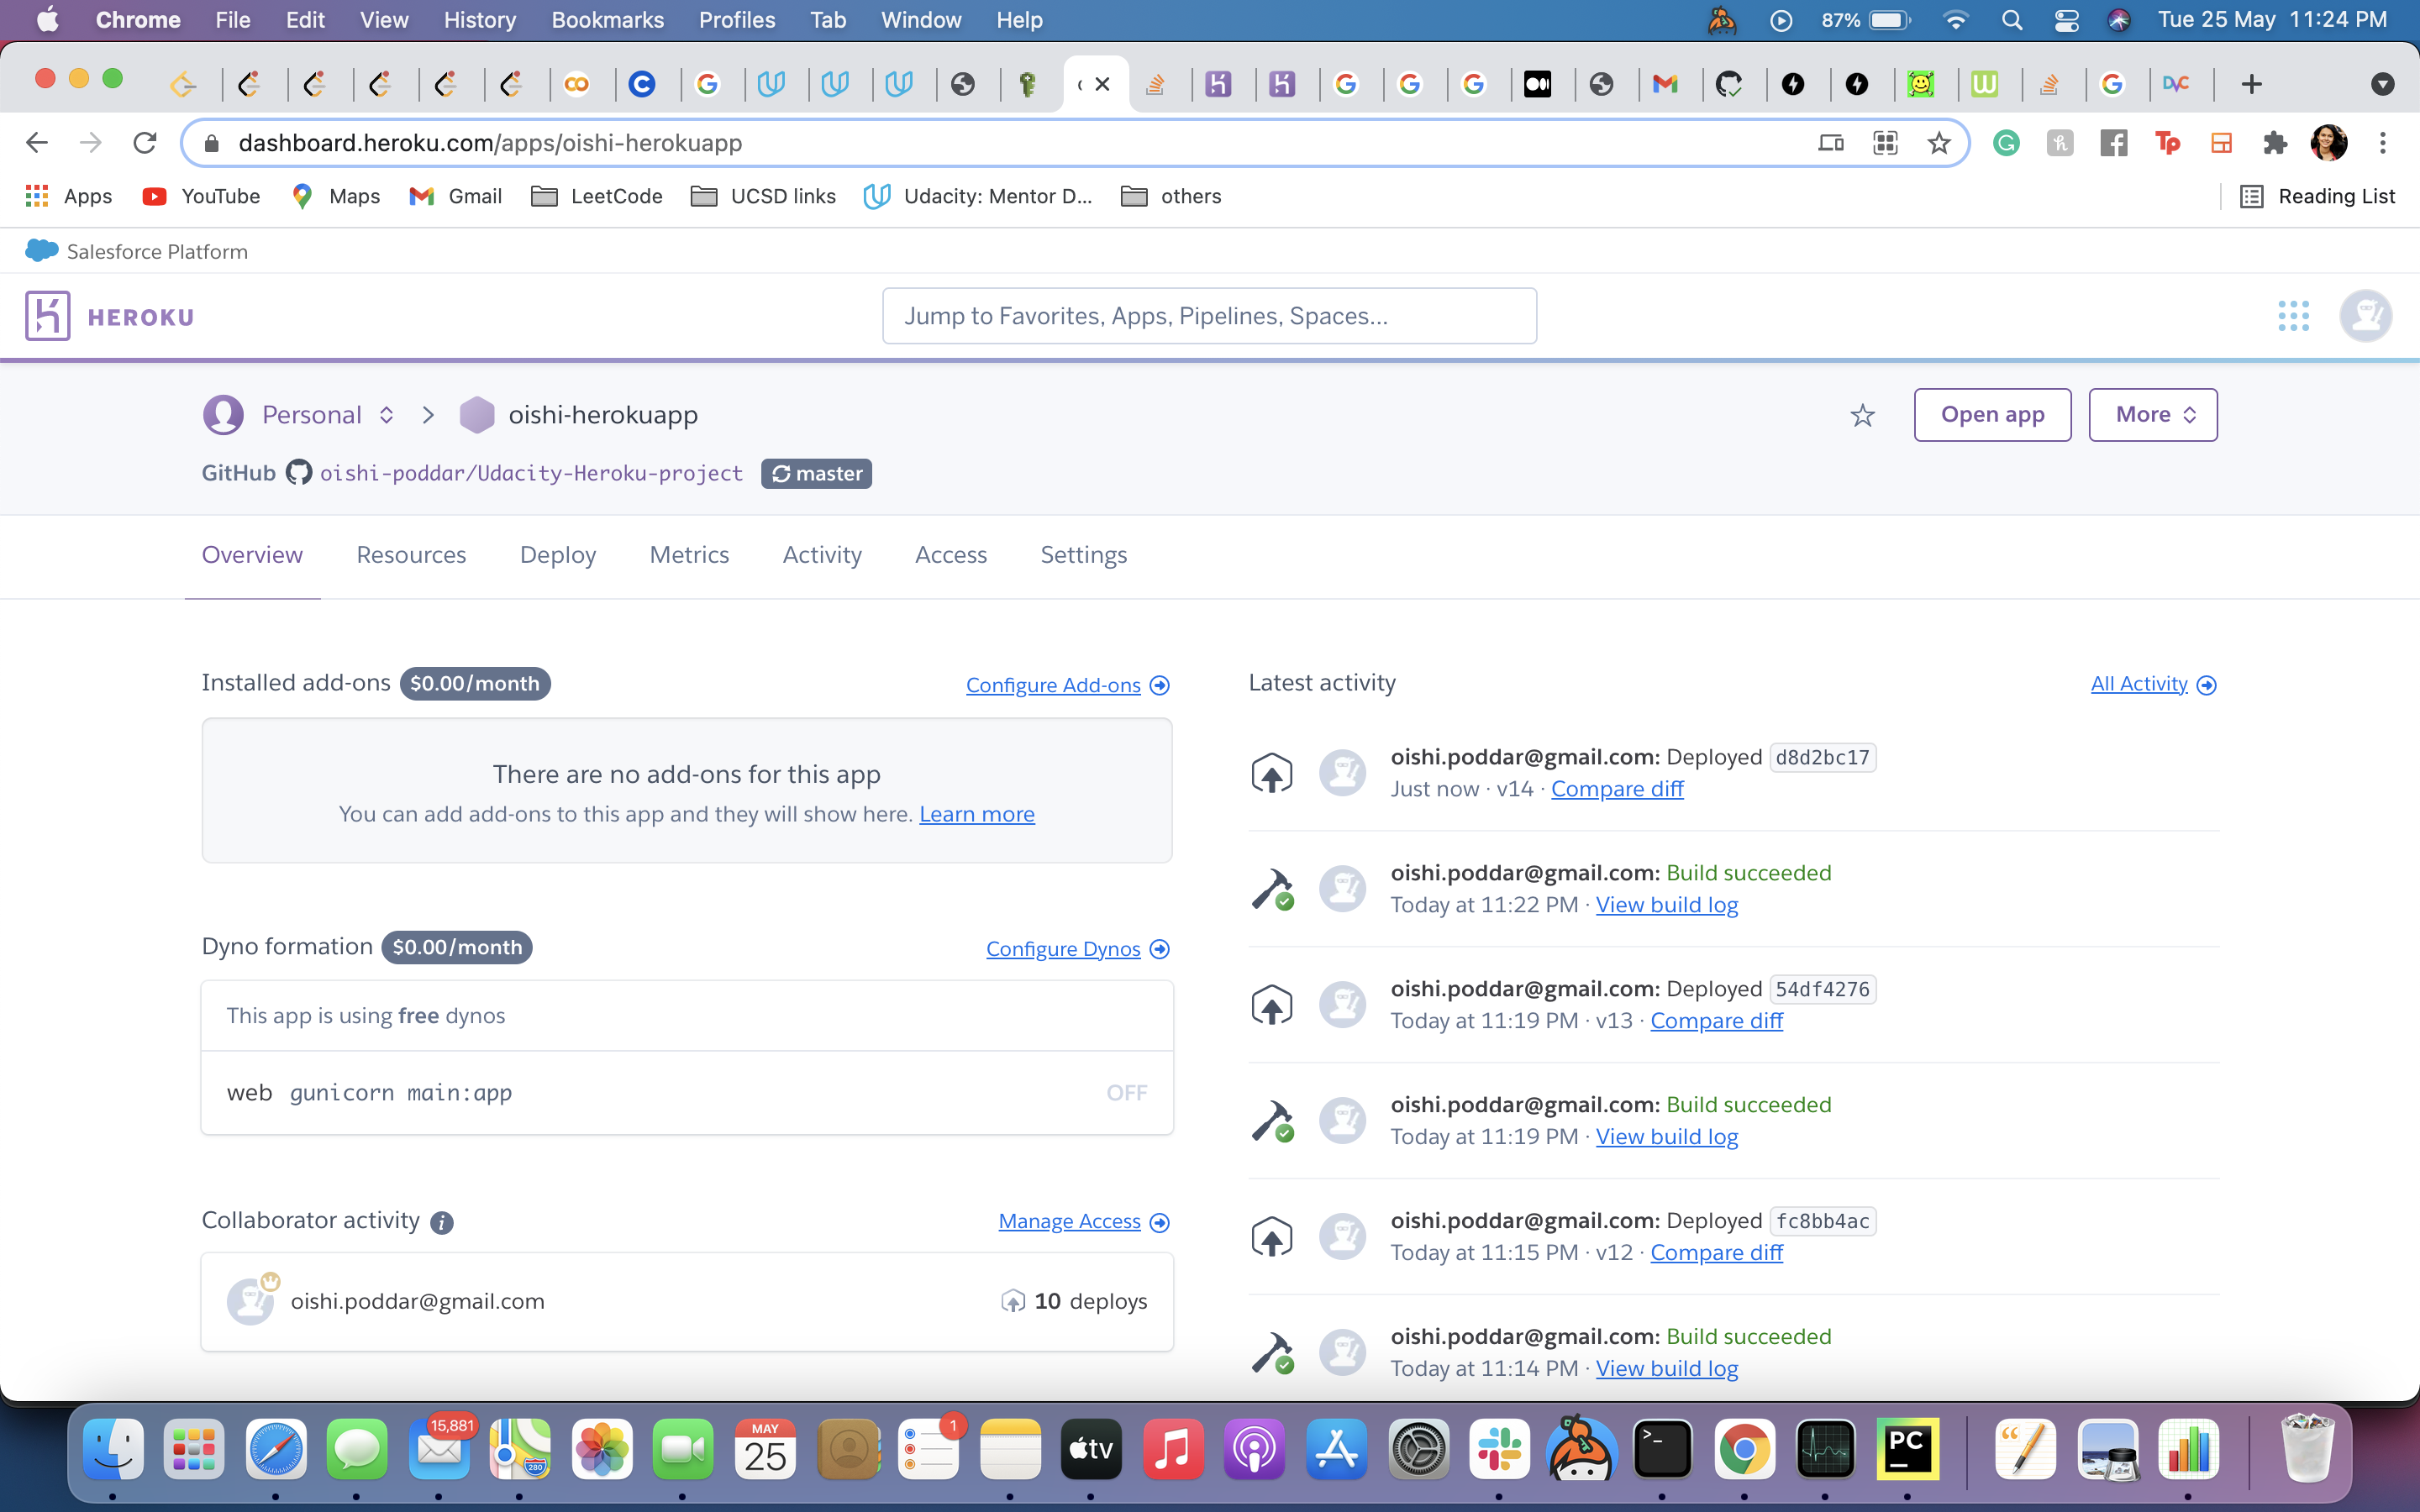 Chrome File Edit View History Bookmarks Profiles Tab Window Help 87% Tue 25 May 11:24 PM
dashboard.heroku.com/apps/oishi-herokuapp
Apps YouTube Maps Gmail LeetCode UCSD links Udacity: Mentor D... others Reading List
Salesforce Platform
HEROKU
Jump to Favorites, Apps, Pipelines, Spaces...
Personal oishi-herokuapp
Open app More
GitHub oishi-poddar/Udacity-Heroku-project master
Overview Resources Deploy Metrics Activity Access Settings
Installed add-ons $0.00/month Configure Add-ons
There are no add-ons for this app
You can add add-ons to this app and they will show here. Learn more
Dyno formation $0.00/month Configure Dynos
This app is using free dynos
web gunicorn main:app OFF
Collaborator activity Manage Access
oishi.poddar@gmail.com 10 deploys
Latest activity All Activity
oishi.poddar@gmail.com: Deployed d8d2bc17
Just now · v14 · Compare diff
oishi.poddar@gmail.com: Build succeeded
Today at 11:22 PM · View build log
oishi.poddar@gmail.com: Deployed 54df4276
Today at 11:19 PM · v13 · Compare diff
oishi.poddar@gmail.com: Build succeeded
Today at 11:19 PM · View build log
oishi.poddar@gmail.com: Deployed fc8bb4ac
Today at 11:15 PM · v12 · Compare diff
oishi.poddar@gmail.com: Build succeeded
Today at 11:14 PM · View build log
15,881
280
MAY
25
1
tv
PC